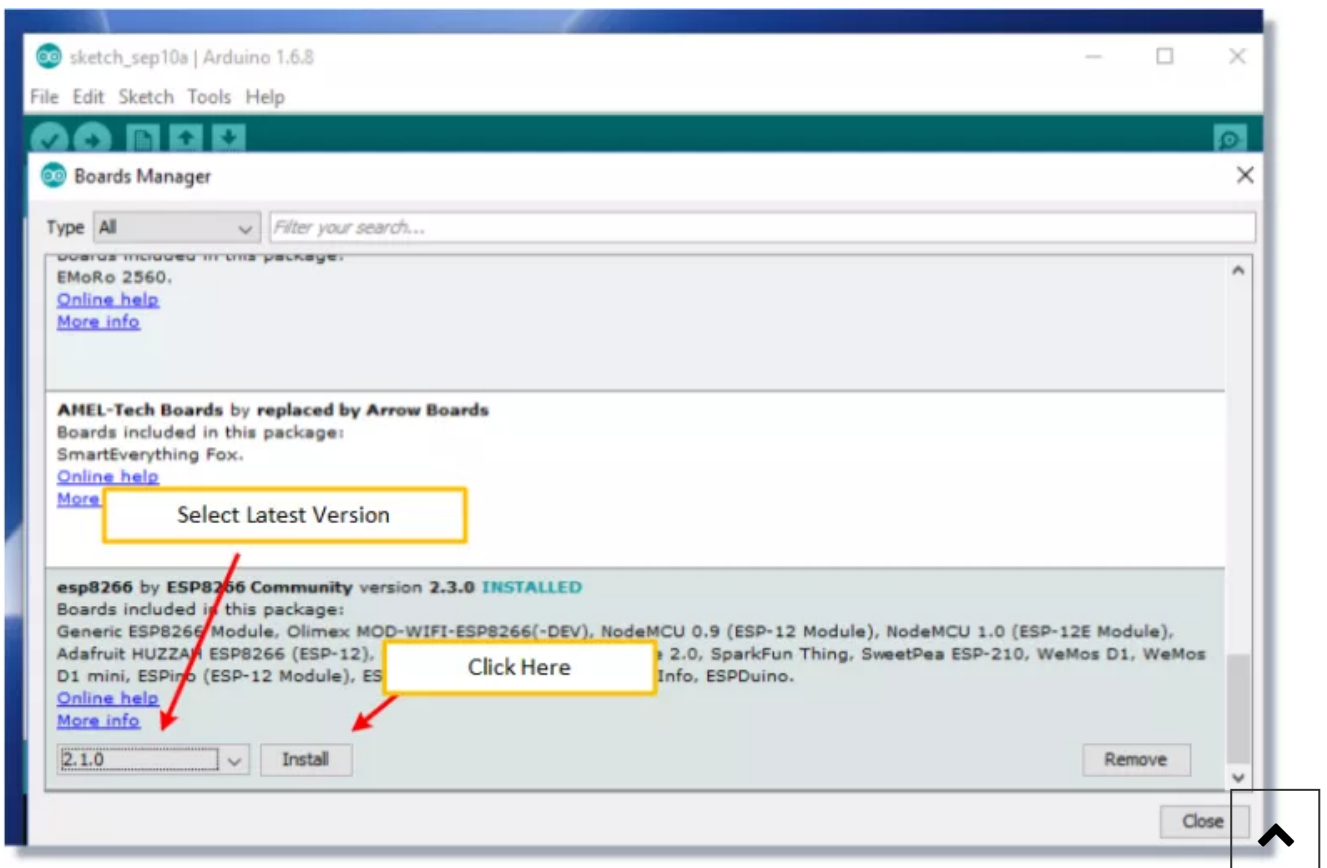 sketch_sep10a | Arduino 1.6.8
File Edit Sketch Tools Help
Boards Manager
Type All Filter your search...
Boards included in this package:
EMoRo 2560.
Online help
More info
AMEL-Tech Boards by replaced by Arrow Boards
Boards included in this package:
SmartEverything Fox.
Online help
More
Select Latest Version
esp8266 by ESP8266 Community version 2.3.0 INSTALLED
Boards included in this package:
Generic ESP8266 Module, Olimex MOD-WIFI-ESP8266(-DEV), NodeMCU 0.9 (ESP-12 Module), NodeMCU 1.0 (ESP-12E Module),
Adafruit HUZZAH ESP8266 (ESP-12), 2.0, SparkFun Thing, SweetPea ESP-210, WeMos D1, WeMos
Click Here
D1 mini, ESPino (ESP-12 Module), Info, ESPDuino.
Online help
More info
2.1.0 Install Remove
Close